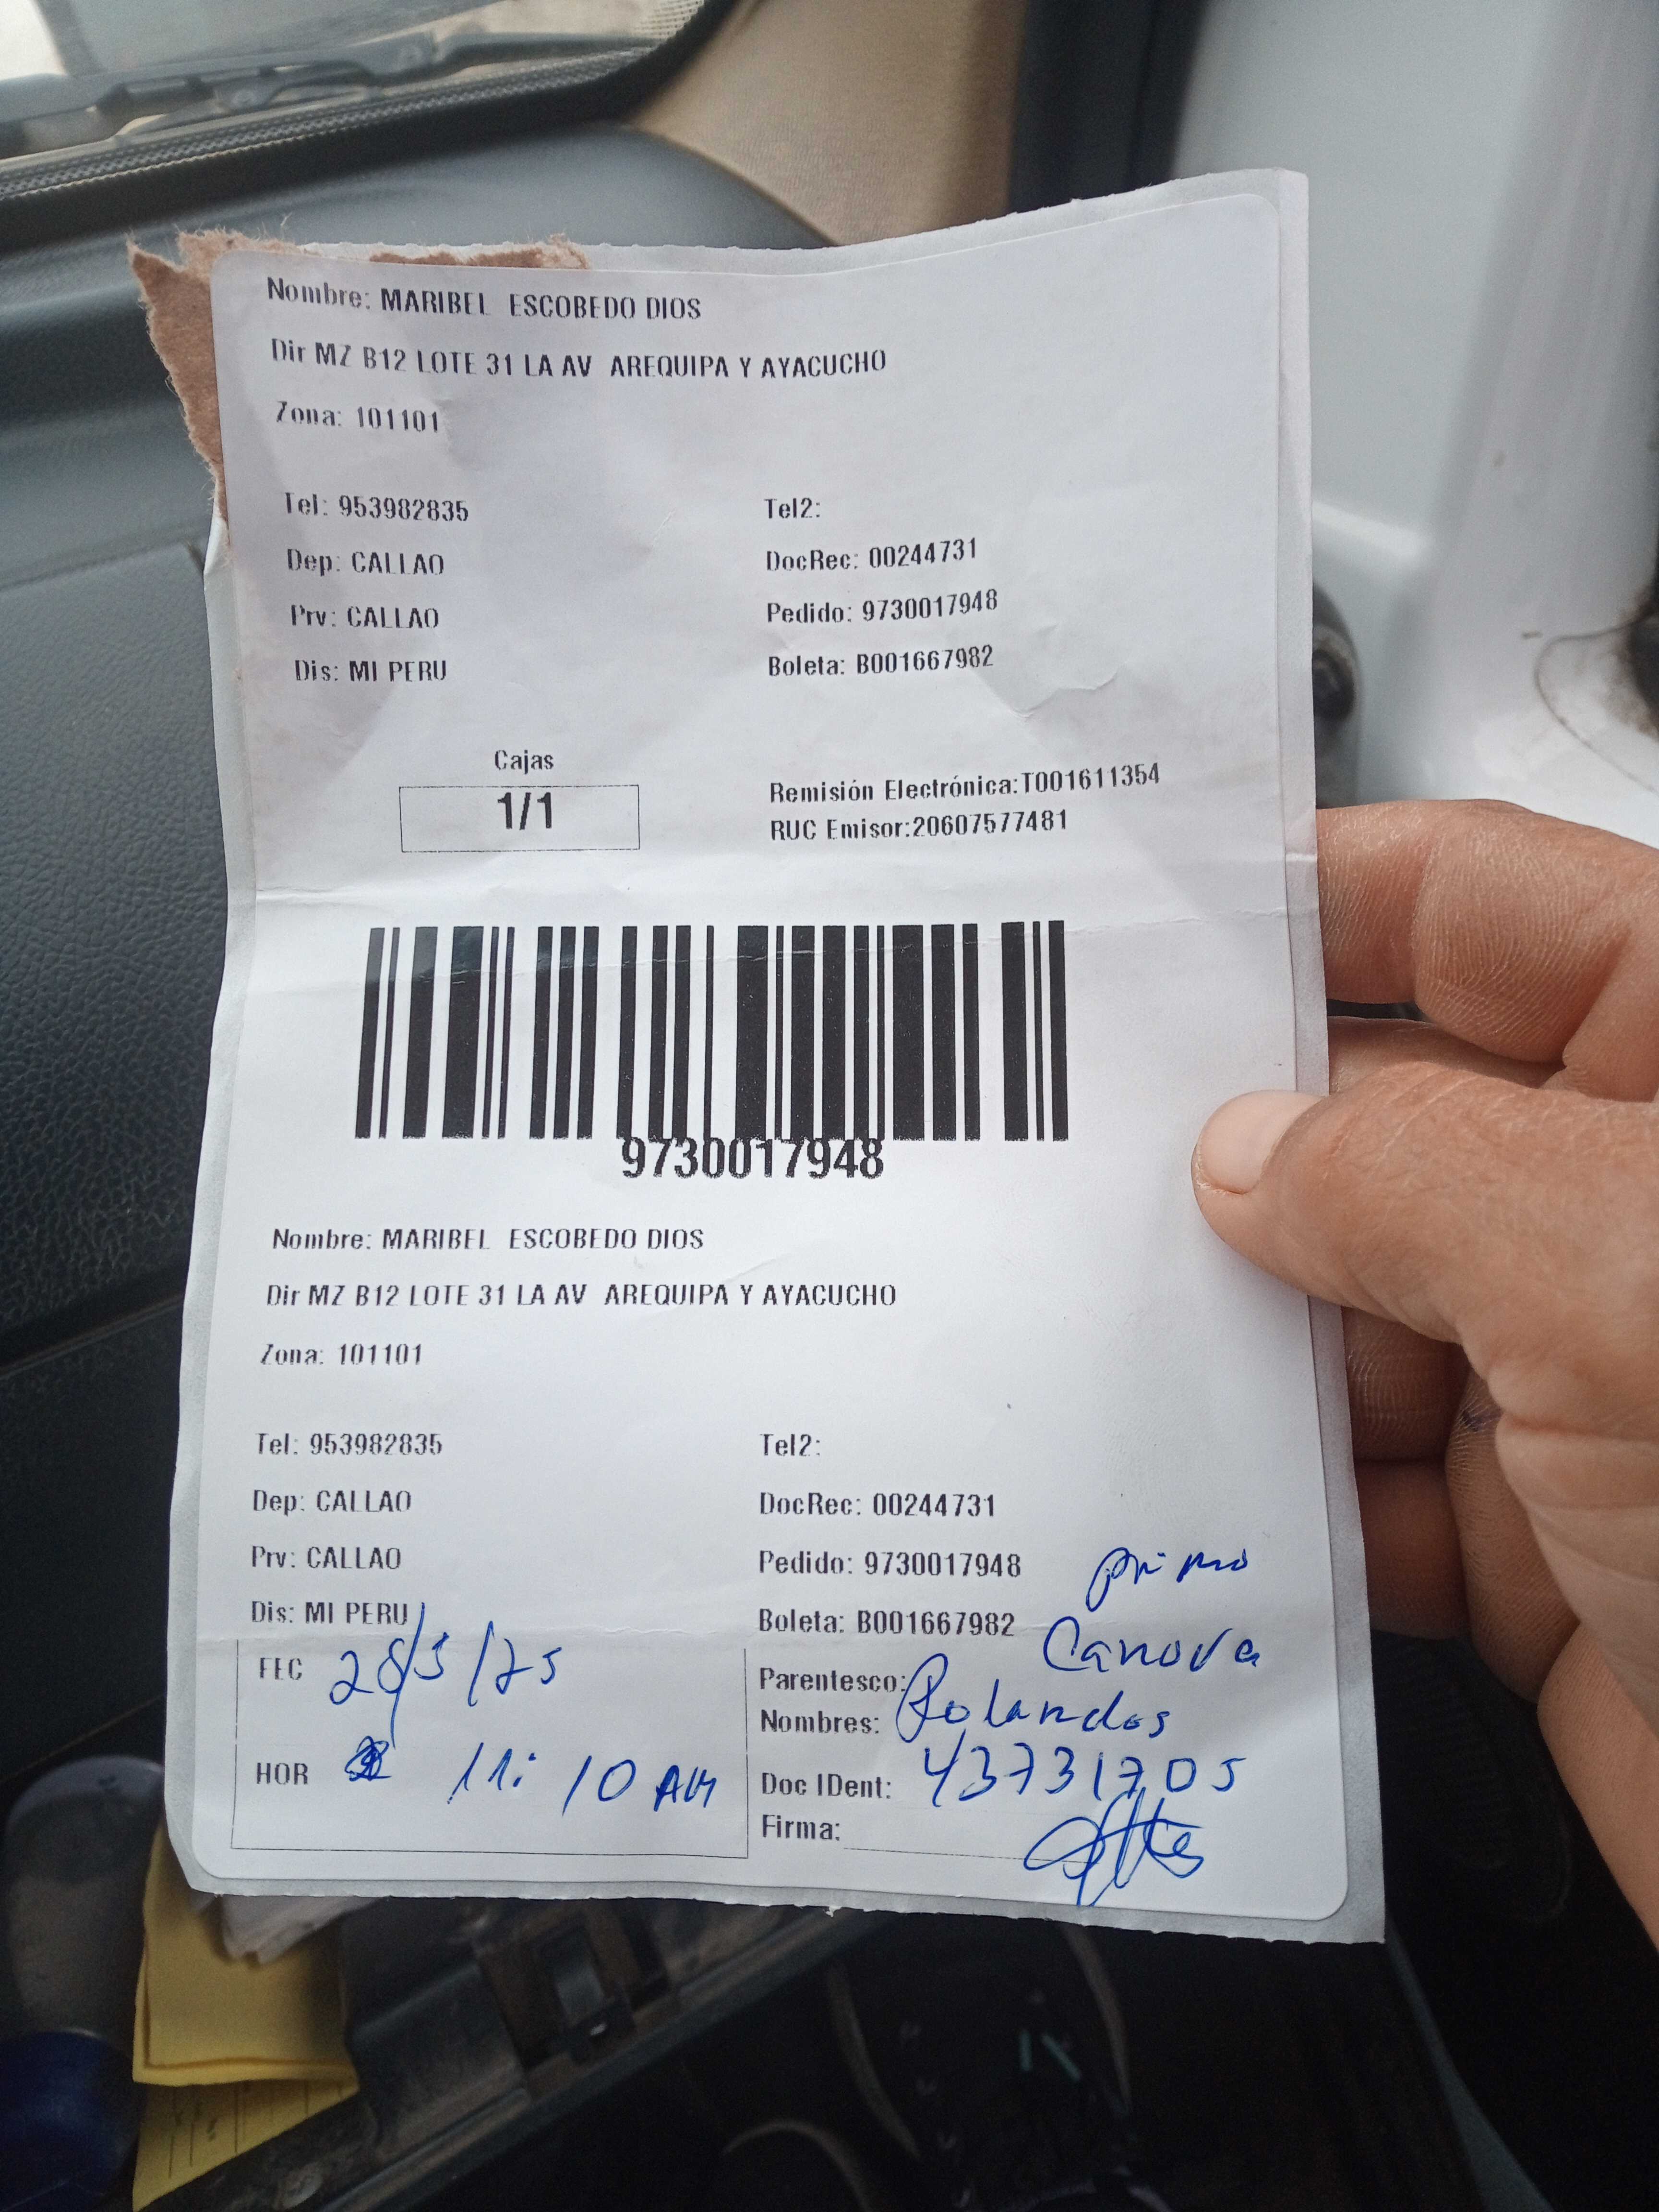 Nombre: MARIBEL ESCOBEDO DIOS
Dir MZ B12 LOTE 31 LA AV AREQUIPA Y AYACUCHO
Zona: 101101
Tel: 953982835 Tel2:
Dep: CALLAO DocRec: 00244731
Prv: CALLAO Pedido: 9730017948
Dis: MI PERU Boleta: B001667982
Cajas
1/1
Remisión Electrónica:T001611354
RUC Emisor:20607577481
9730017948
Nombre: MARIBEL ESCOBEDO DIOS
Dir MZ B12 LOTE 31 LA AV AREQUIPA Y AYACUCHO
Zona: 101101
Tel: 953982835 Tel2:
Dep: CALLAO DocRec: 00244731
Prv: CALLAO Pedido: 9730017948
primo
Dis: MI PERU Boleta: B001667982
Canova
FEC 28/5/25 Parentesco:
Nombres: Rolandos
HOR 11:10 AM Doc IDent: 43731705
Firma: